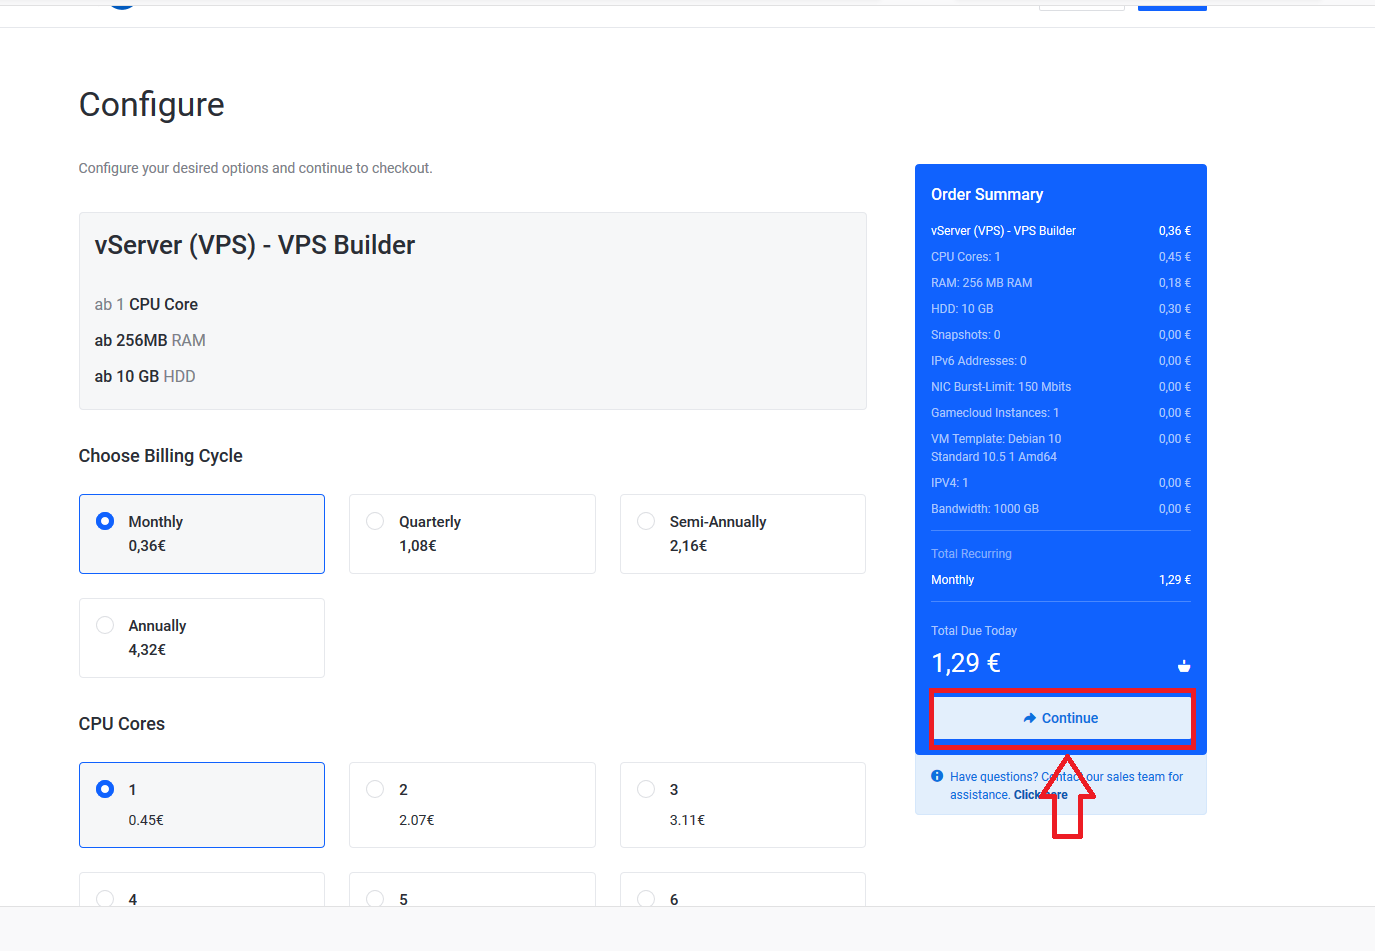 Configure
Configure your desired options and continue to checkout.
vServer (VPS) - VPS Builder
ab 1 CPU Core
ab 256MB RAM
ab 10 GB HDD
Choose Billing Cycle
Monthly
0,36€
Quarterly
1,08€
Semi-Annually
2,16€
Annually
4,32€
CPU Cores
1
0.45€
2
2.07€
3
3.11€
4
5
6
Order Summary
vServer (VPS) - VPS Builder 0,36 €
CPU Cores: 1 0,45 €
RAM: 256 MB RAM 0,18 €
HDD: 10 GB 0,30 €
Snapshots: 0 0,00 €
IPv6 Addresses: 0 0,00 €
NIC Burst-Limit: 150 Mbits 0,00 €
Gamecloud Instances: 1 0,00 €
VM Template: Debian 10 0,00 €
Standard 10.5 1 Amd64
IPV4: 1 0,00 €
Bandwidth: 1000 GB 0,00 €
Total Recurring
Monthly 1,29 €
Total Due Today
1,29 €
Continue
Have questions? Contact our sales team for
assistance. Click here